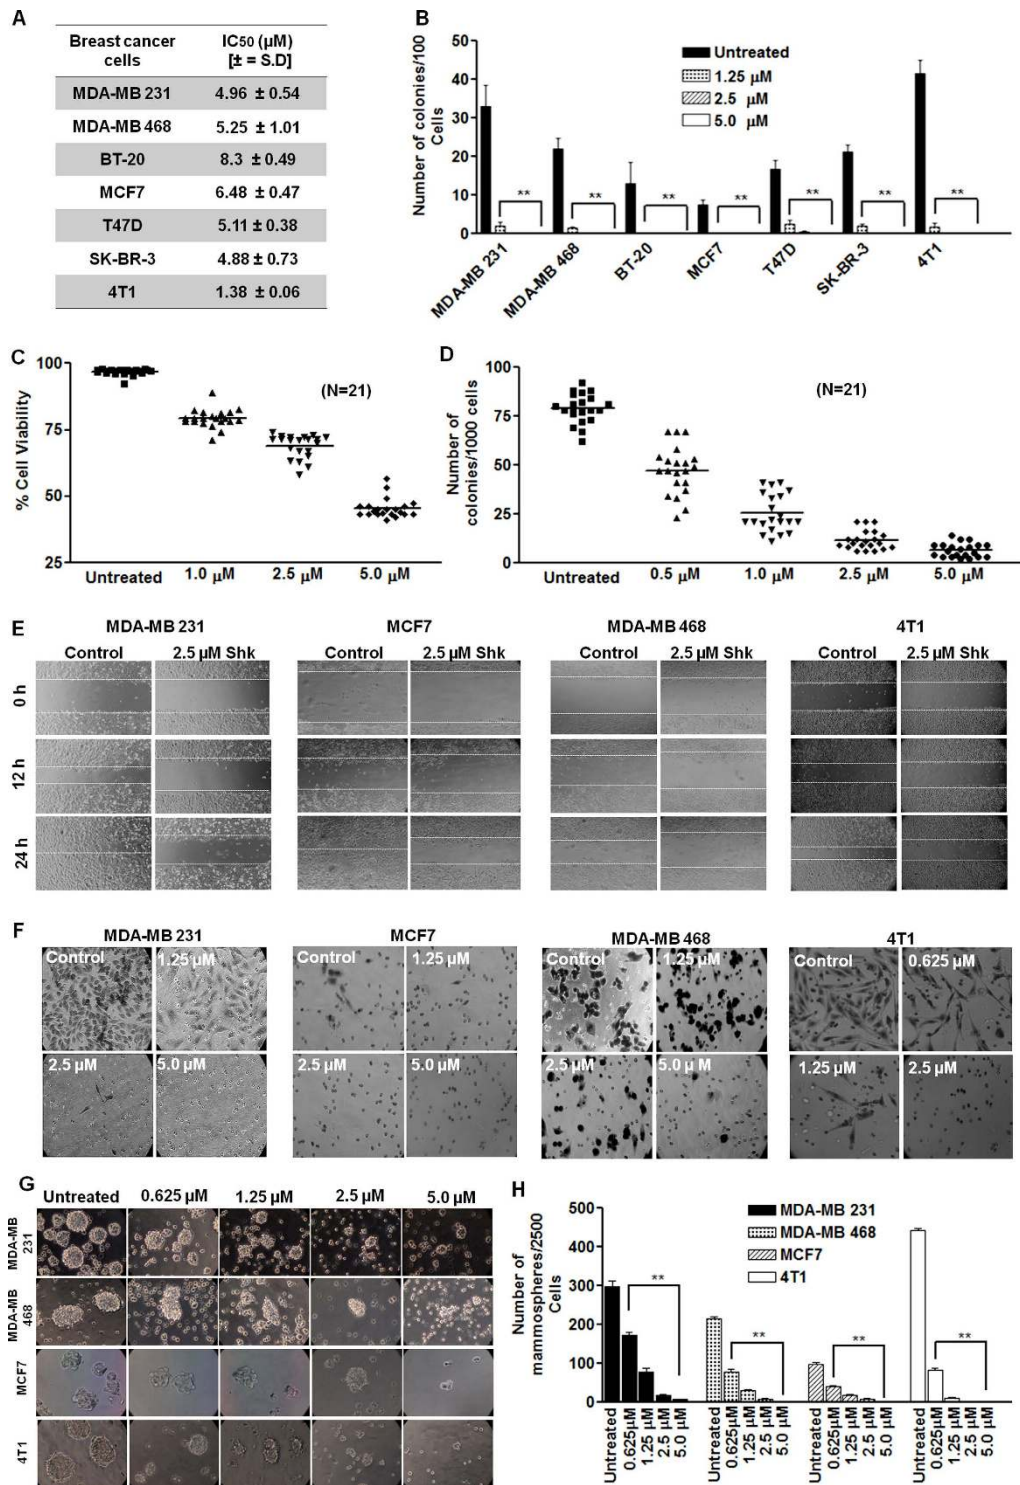 A
Breast cancer cells IC50 (µM) [± = S.D]
MDA-MB 231 4.96 ± 0.54
MDA-MB 468 5.25 ± 1.01
BT-20 8.3 ± 0.49
MCF7 6.48 ± 0.47
T47D 5.11 ± 0.38
SK-BR-3 4.88 ± 0.73
4T1 1.38 ± 0.06
B
Number of colonies/100 Cells
50
40
30
20
10
0
Untreated
1.25 µM
2.5 µM
5.0 µM
** ** ** ** ** ** **
MDA-MB 231 MDA-MB 468 BT-20 MCF7 T47D SK-BR-3 4T1
C
% Cell Viability
100
75
50
25
(N=21)
Untreated 1.0 µM 2.5 µM 5.0 µM
D
Number of colonies/1000 cells
100
75
50
25
0
(N=21)
Untreated 0.5 µM 1.0 µM 2.5 µM 5.0 µM
E
MDA-MB 231 MCF7 MDA-MB 468 4T1
Control 2.5 µM Shk Control 2.5 µM Shk Control 2.5 µM Shk Control 2.5 µM Shk
0 h
12 h
24 h
F
MDA-MB 231 MCF7 MDA-MB 468 4T1
Control 1.25 µM Control 1.25 µM Control 1.25 µM Control 0.625 µM
2.5 µM 5.0 µM 2.5 µM 5.0 µM 2.5 µM 5.0 µM 1.25 µM 2.5 µM
G
Untreated 0.625 µM 1.25 µM 2.5 µM 5.0 µM
MDA-MB 231
MDA-MB 468
MCF7
4T1
H
Number of mammospheres/2500 Cells
500
400
300
200
100
0
MDA-MB 231
MDA-MB 468
MCF7
4T1
** ** ** **
Untreated 0.625µM 1.25 µM 2.5 µM 5.0 µM Untreated 0.625µM 1.25 µM 2.5 µM 5.0 µM Untreated 0.625µM 1.25 µM 2.5 µM 5.0 µM Untreated 0.625µM 1.25 µM 2.5 µM 5.0 µM